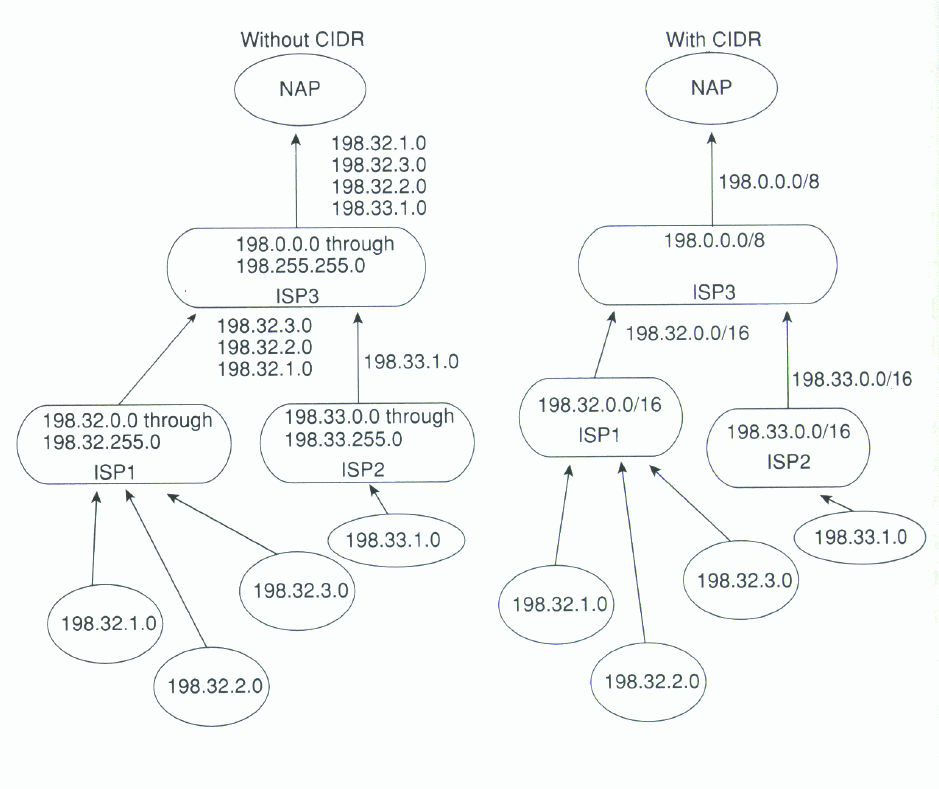 Without CIDR
NAP
198.32.1.0
198.32.3.0
198.32.2.0
198.33.1.0
198.0.0.0 through
198.255.255.0
ISP3
198.32.3.0
198.32.2.0
198.32.1.0
198.33.1.0
198.32.0.0 through
198.32.255.0
ISP1
198.33.0.0 through
198.33.255.0
ISP2
198.33.1.0
198.32.3.0
198.32.1.0
198.32.2.0
With CIDR
NAP
198.0.0.0/8
198.0.0.0/8
ISP3
198.32.0.0/16
198.33.0.0/16
198.32.0.0/16
ISP1
198.33.0.0/16
ISP2
198.33.1.0
198.32.3.0
198.32.1.0
198.32.2.0